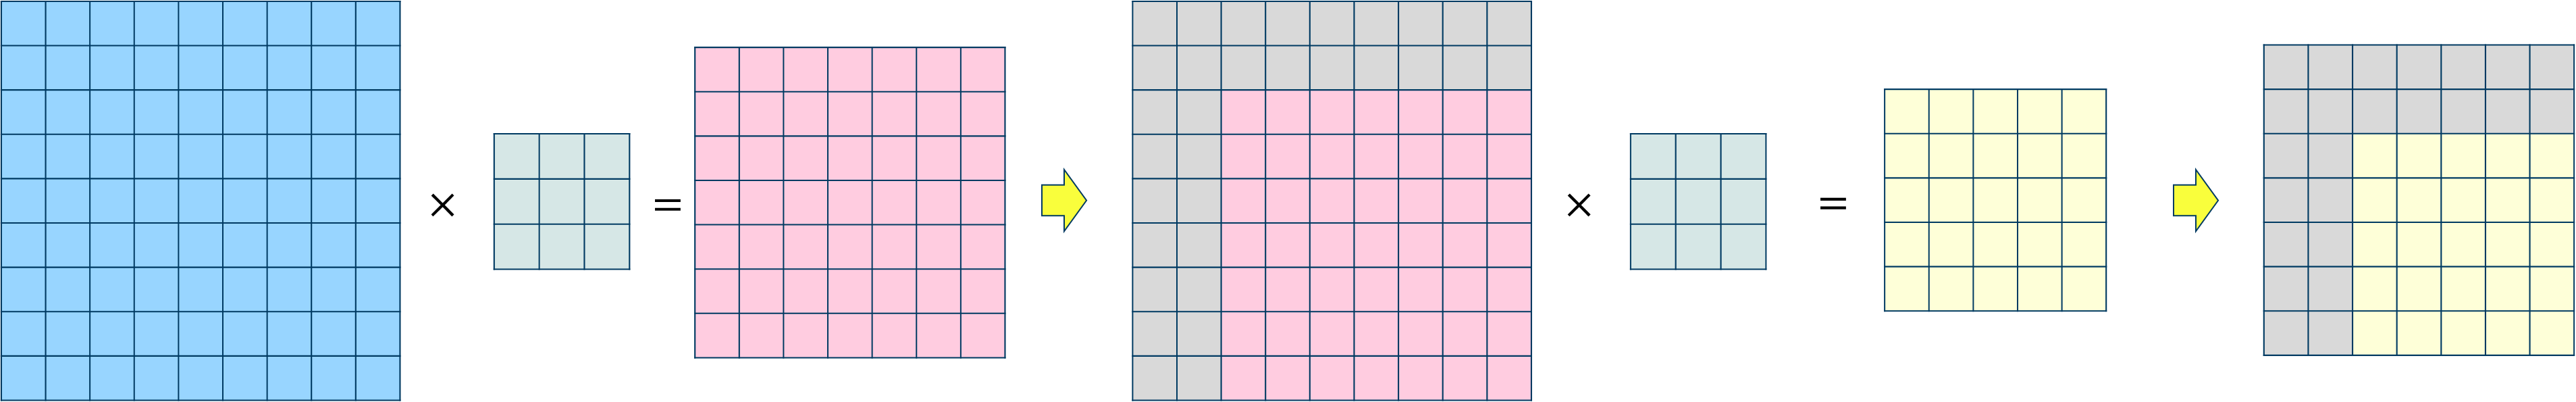 × = × =